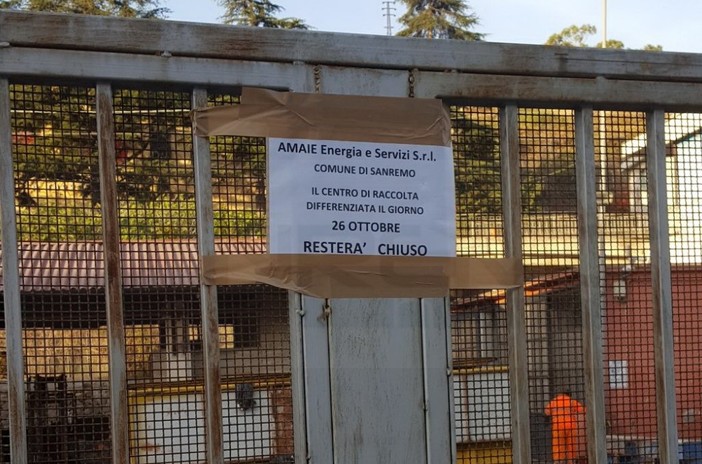 AMAIE Energia e Servizi S.r.l.
COMUNE DI SANREMO
IL CENTRO DI RACCOLTA
DIFFERENZIATA IL GIORNO
26 OTTOBRE
RESTERA’ CHIUSO